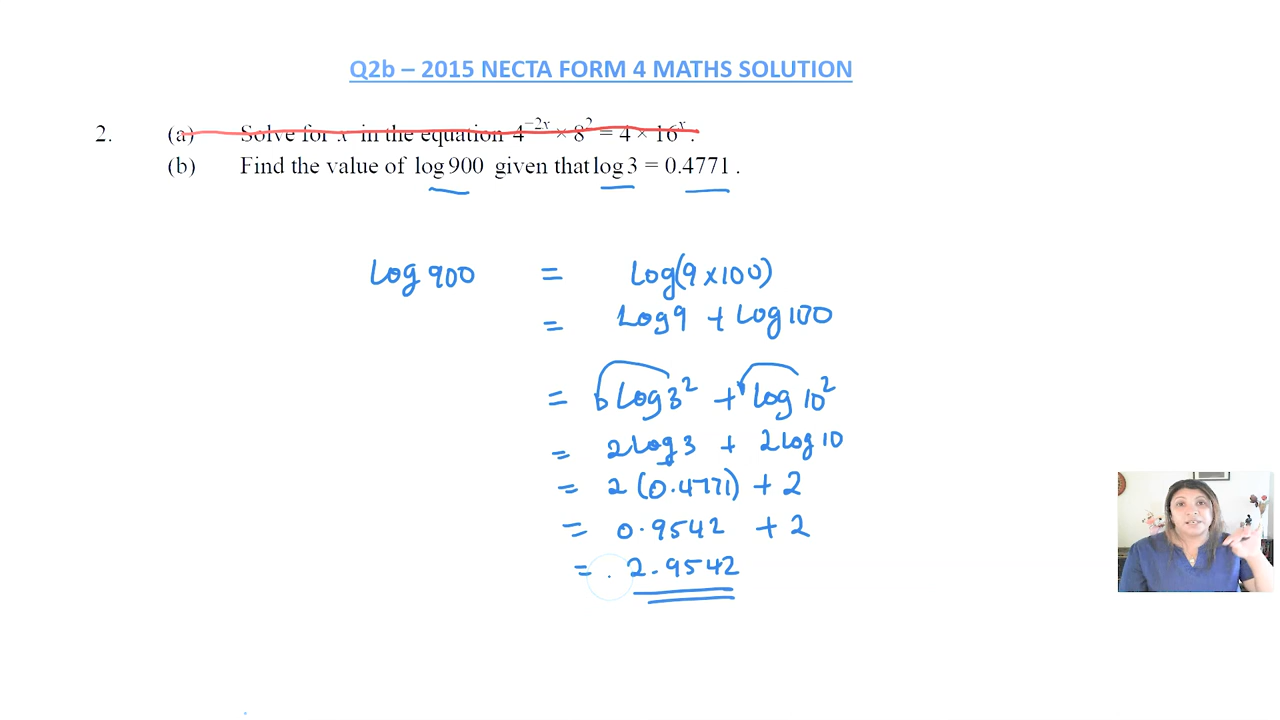 Q2b – 2015 NECTA FORM 4 MATHS SOLUTION
2. (a) Solve for x in the equation 4^{-2x} × 8^2 = 4 × 16^x.
(b) Find the value of log 900 given that log 3 = 0.4771 .
Log 900 = Log(9 x 100)
= Log 9 + Log 100
= Log 3^2 + log 10^2
= 2Log 3 + 2Log 10
= 2 (0.4771) + 2
= 0.9542 + 2
= 2.9542